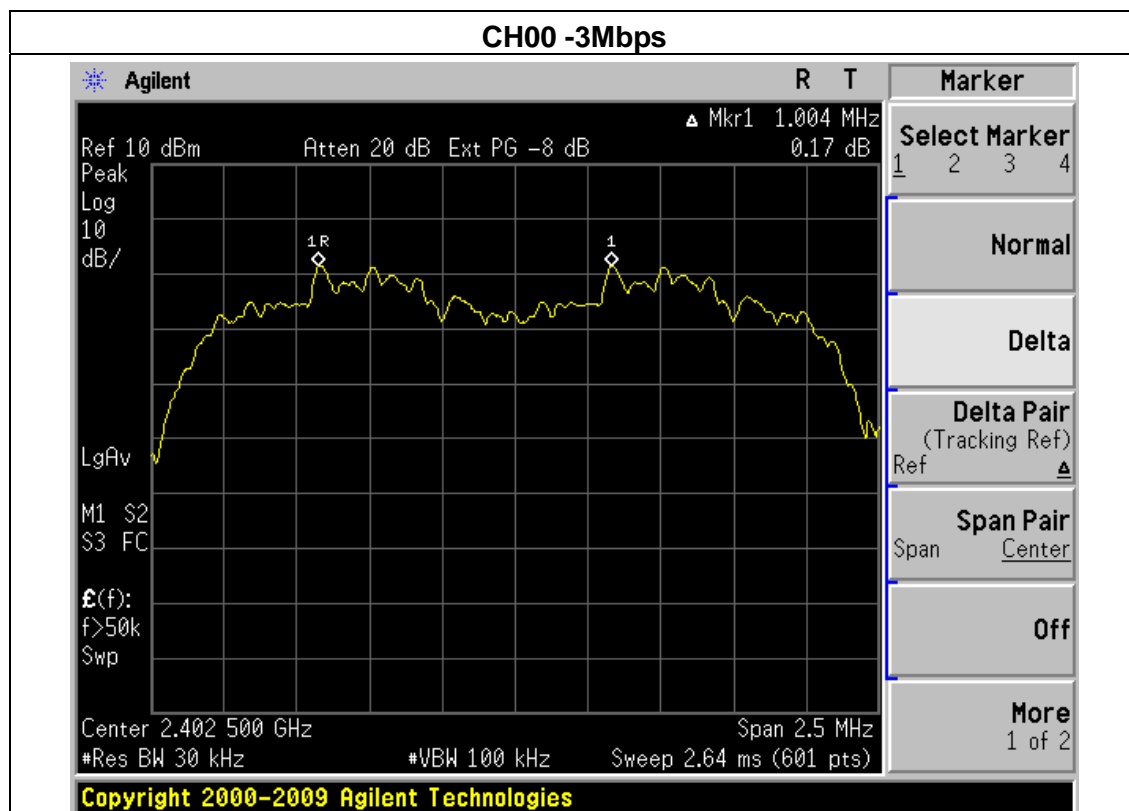 CH00 -3Mbps
Agilent R T Marker
Δ Mkr1 1.004 MHz
Ref 10 dBm Atten 20 dB Ext PG -8 dB 0.17 dB
Peak
Log
10
dB/
1R 1
LgAv
M1 S2
S3 FC
£(f):
f>50k
Swp
Center 2.402 500 GHz Span 2.5 MHz
#Res BW 30 kHz #VBW 100 kHz Sweep 2.64 ms (601 pts)
Select Marker
1 2 3 4
Normal
Delta
Delta Pair
(Tracking Ref)
Ref Δ
Span Pair
Span Center
Off
More
1 of 2
Copyright 2000-2009 Agilent Technologies